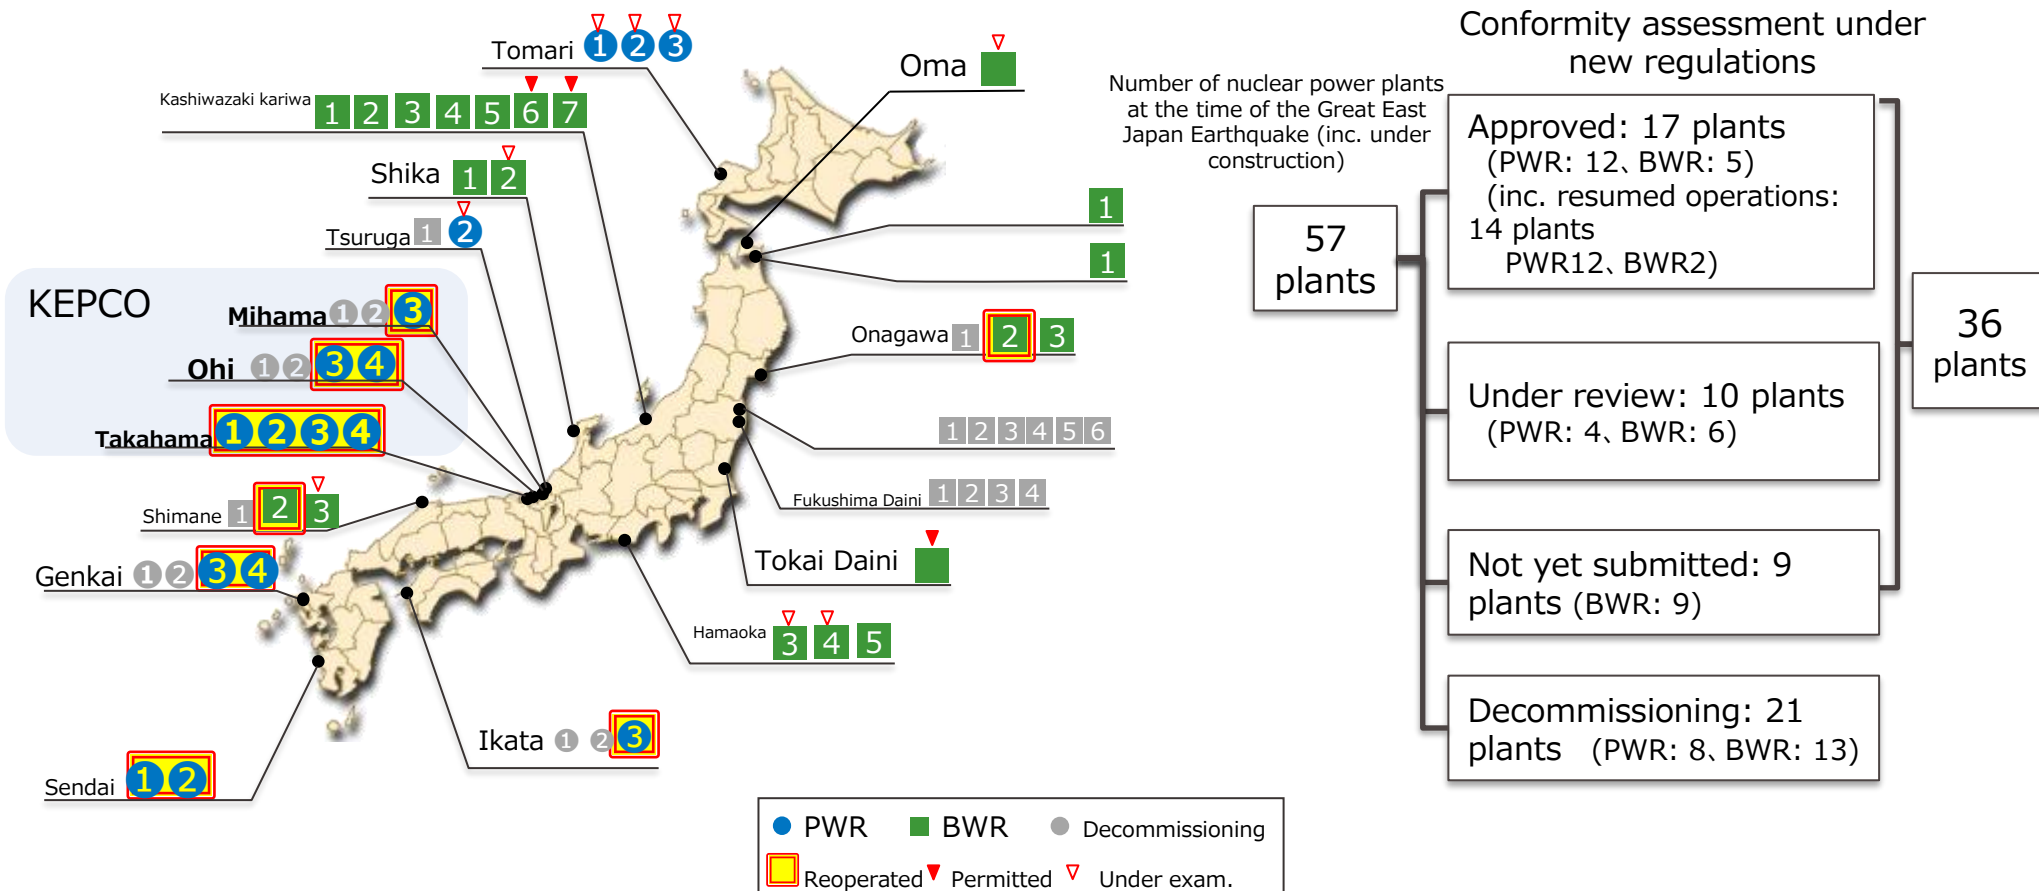 Tomari 1 2 3
Kashiwazaki kariwa 1 2 3 4 5 6 7
Shika 1 2
Tsuruga 1 2
KEPCO
Mihama 1 2 3
Ohi 1 2 3 4
Takahama 1 2 3 4
Shimane 1 2 3
Genkai 1 2 3 4
Sendai 1 2
Ikata 1 2 3
Oma
1
1
Onagawa 1 2 3
1 2 3 4 5 6
Fukushima Daini 1 2 3 4
Tokai Daini
Hamaoka 3 4 5
PWR BWR Decommissioning
Reoperated Permitted Under exam.
Number of nuclear power plants
at the time of the Great East
Japan Earthquake (inc. under
construction)
57
plants
Conformity assessment under
new regulations
Approved: 17 plants
(PWR: 12、BWR: 5)
(inc. resumed operations:
14 plants
PWR12、BWR2)
Under review: 10 plants
(PWR: 4、BWR: 6)
Not yet submitted: 9
plants (BWR: 9)
Decommissioning: 21
plants (PWR: 8、BWR: 13)
36
plants